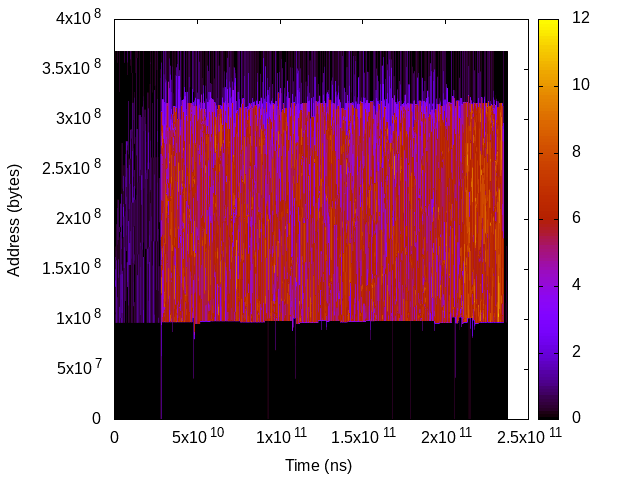 4x10^8
3.5x10^8
3x10^8
2.5x10^8
2x10^8
1.5x10^8
1x10^8
5x10^7
0
Address (bytes)
0
5x10^10
1x10^11
1.5x10^11
2x10^11
2.5x10^11
Time (ns)
12
10
8
6
4
2
0